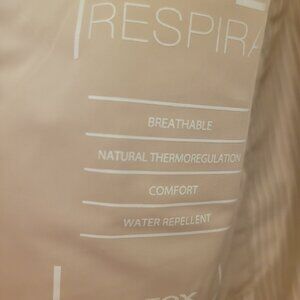 RESPIRA
BREATHABLE
NATURAL THERMOREGULATION
COMFORT
WATER REPELLENT